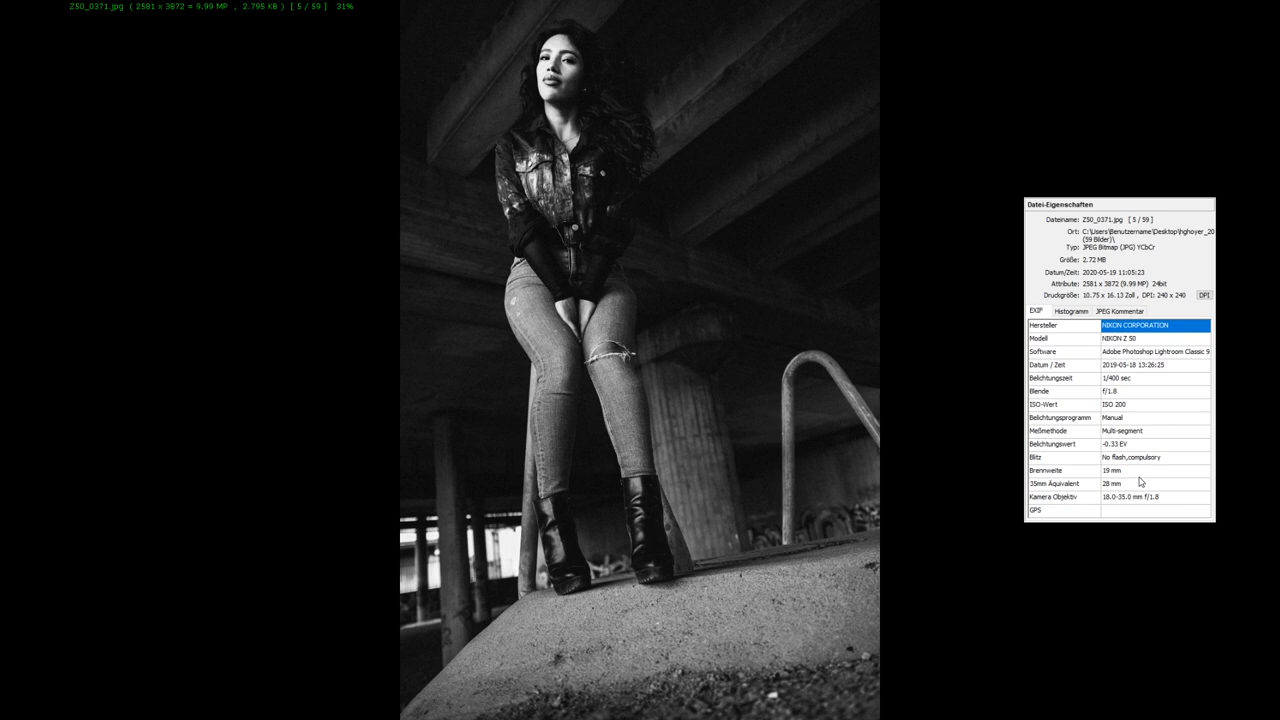 Z50_0371.jpg ( 2581 x 3872 = 9.99 MP , 2.795 KB ) [ 5 / 59 ] 31%
Datei-Eigenschaften
Dateiname: Z50_0371.jpg [ 5 / 59 ]
Ort: C:\Users\Benutzername\Desktop\hghoyer_20
(59 Bilder)\
Typ: JPEG Bitmap (JPG) YCbCr
Größe: 2.72 MB
Datum/Zeit: 2020-05-19 11:05:23
Attribute: 2581 x 3872 (9.99 MP) 24bit
Druckgröße: 10.75 x 16.13 Zoll , DPI: 240 x 240 DPI
EXIF Histogramm JPEG Kommentar
Hersteller NIKON CORPORATION
Modell NIKON Z 50
Software Adobe Photoshop Lightroom Classic 9
Datum / Zeit 2019-05-18 13:26:25
Belichtungszeit 1/400 sec
Blende f/1.8
ISO-Wert ISO 200
Belichtungsprogramm Manual
Meßmethode Multi-segment
Belichtungswert -0.33 EV
Blitz No flash,compulsory
Brennweite 19 mm
35mm Äquivalent 28 mm
Kamera Objektiv 18.0-35.0 mm f/1.8
GPS